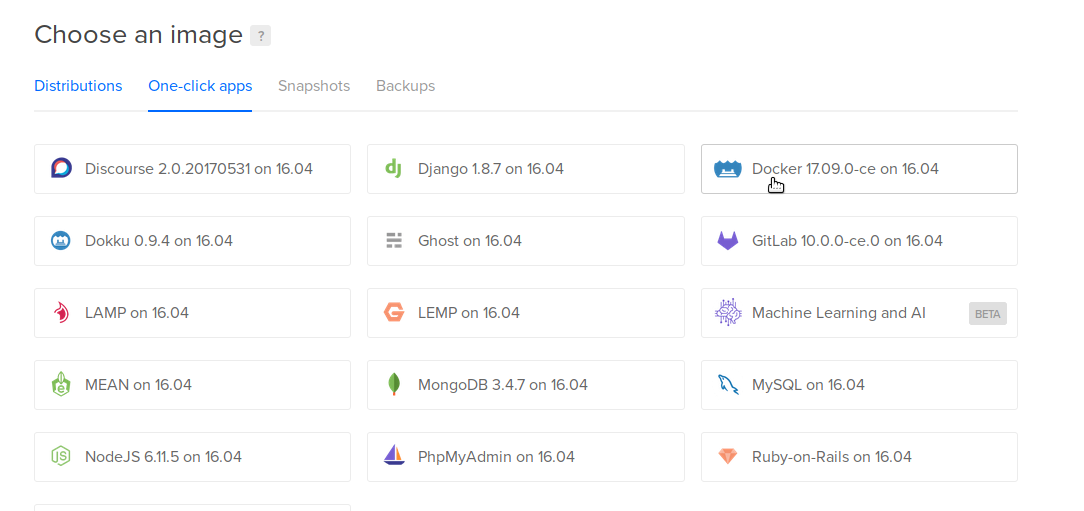 Choose an image ?
Distributions One-click apps Snapshots Backups
Discourse 2.0.20170531 on 16.04
Django 1.8.7 on 16.04
Docker 17.09.0-ce on 16.04
Dokku 0.9.4 on 16.04
Ghost on 16.04
GitLab 10.0.0-ce.0 on 16.04
LAMP on 16.04
LEMP on 16.04
Machine Learning and AI BETA
MEAN on 16.04
MongoDB 3.4.7 on 16.04
MySQL on 16.04
NodeJS 6.11.5 on 16.04
PhpMyAdmin on 16.04
Ruby-on-Rails on 16.04